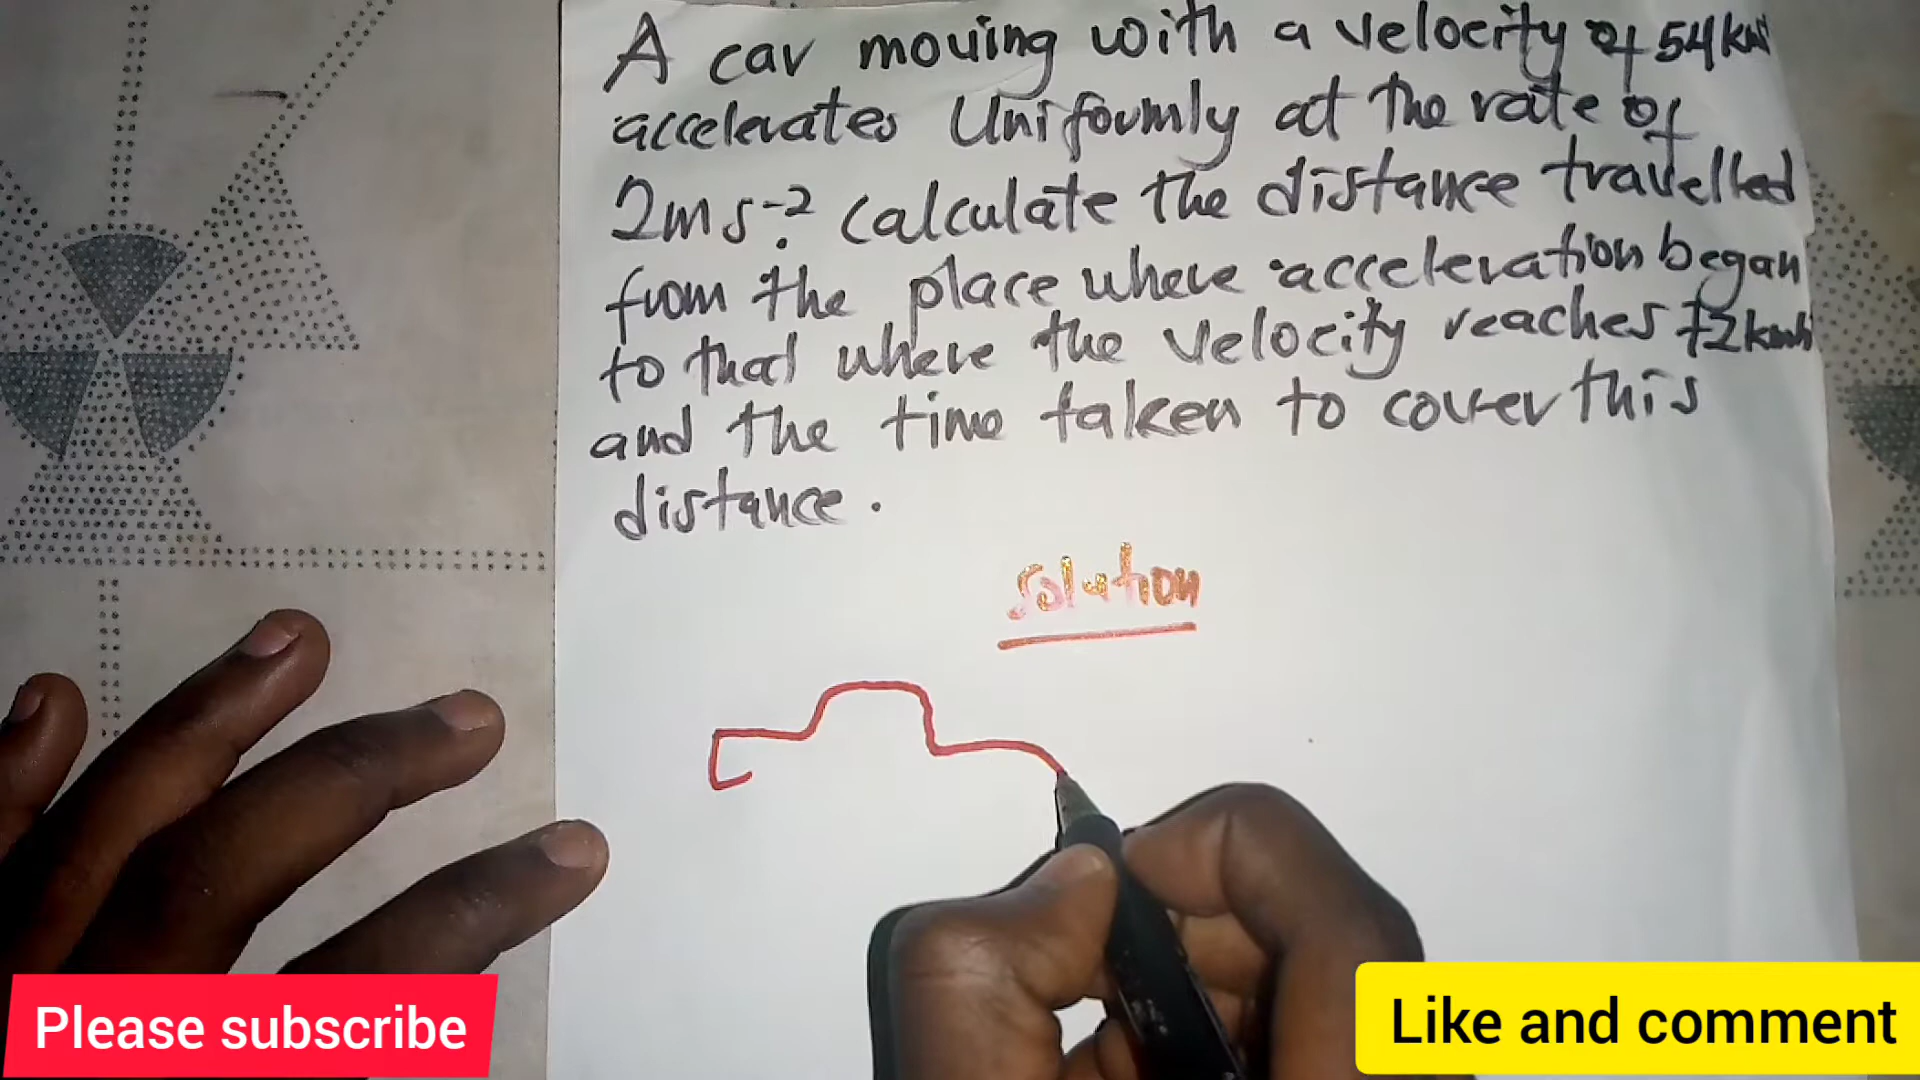 A car moving with a velocity of 54km
accelerates Uniformly at the rate of
2ms⁻². calculate the distance travelled
from the place where acceleration began
to that where the velocity reaches 72kmh
and the time taken to cover this
distance.
solution
Please subscribe
Like and comment